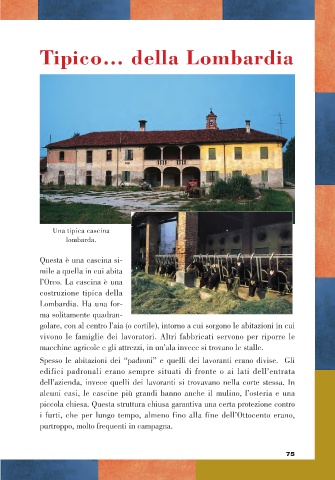 Tipico… della Lombardia
Una tipica cascina
lombarda.
Questa è una cascina si-
mile a quella in cui abita
l'Orco. La cascina è una
costruzione tipica della
Lombardia. Ha una for-
ma solitamente quadran-
golare, con al centro l'aia (o cortile), intorno a cui sorgono le abitazioni in cui
vivono le famiglie dei lavoratori. Altri fabbricati servono per riporre le
macchine agricole e gli attrezzi, in un'ala invece si trovano le stalle.
Spesso le abitazioni dei “padroni” e quelli dei lavoranti erano divise. Gli
edifici padronali erano sempre situati di fronte o ai lati dell'entrata
dell'azienda, invece quelli dei lavoranti si trovavano nella corte stessa. In
alcuni casi, le cascine più grandi hanno anche il mulino, l'osteria e una
piccola chiesa. Questa struttura chiusa garantiva una certa protezione contro
i furti, che per lungo tempo, almeno fino alla fine dell'Ottocento erano,
purtroppo, molto frequenti in campagna.
75